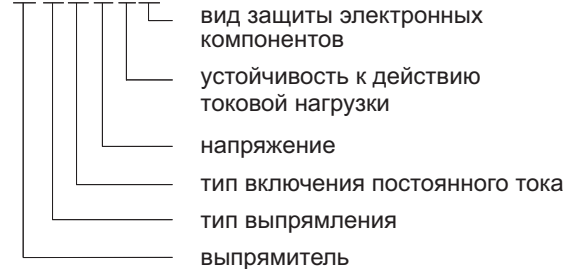 вид защиты электронных
компонентов
устойчивость к действию
токовой нагрузки
напряжение
тип включения постоянного тока
тип выпрямления
выпрямитель